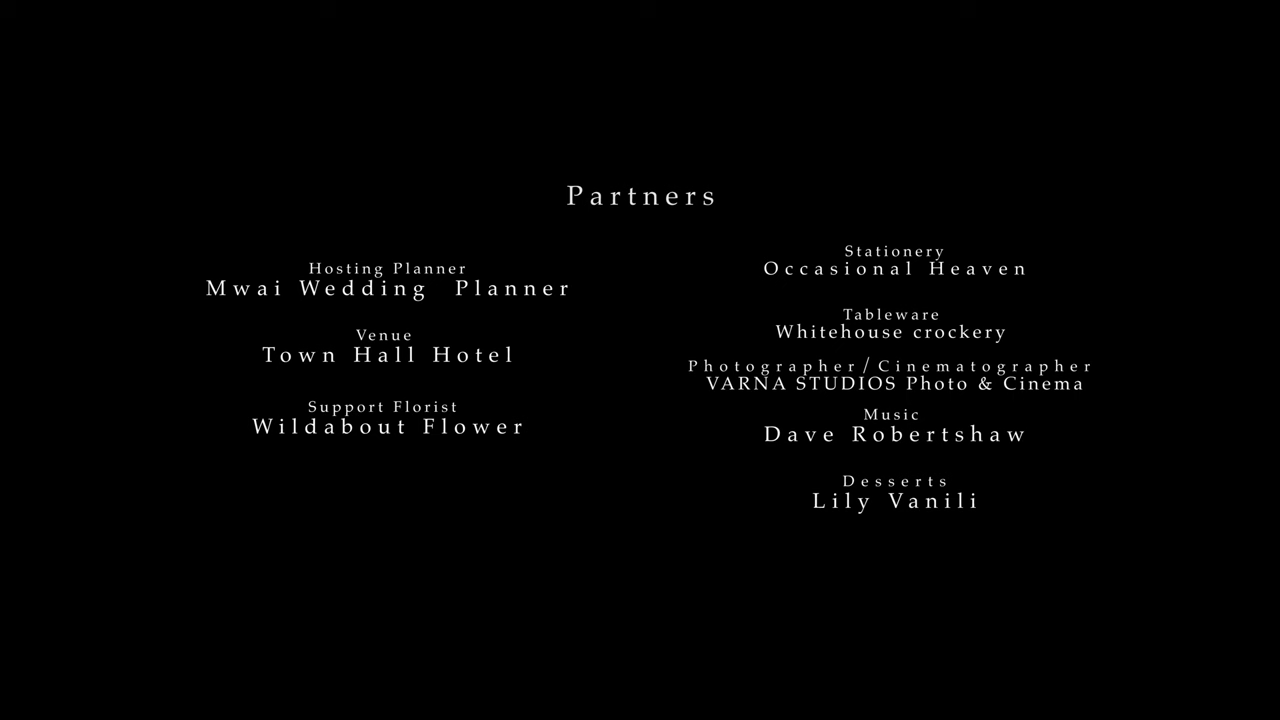 Partners
Hosting Planner
Mwai Wedding Planner
Venue
Town Hall Hotel
Support Florist
Wildabout Flower
Stationery
Occasional Heaven
Tableware
Whitehouse crockery
Photographer/Cinematographer
VARNA STUDIOS Photo & Cinema
Music
Dave Robertshaw
Desserts
Lily Vanili